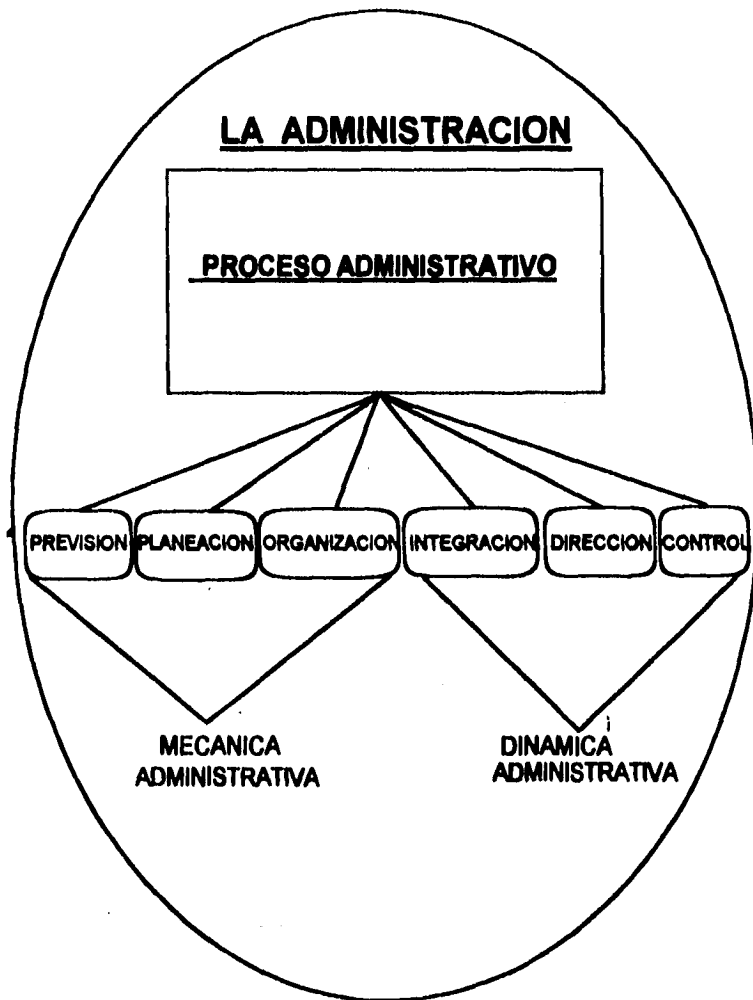 LA ADMINISTRACION
PROCESO ADMINISTRATIVO
PREVISION PLANEACION ORGANIZACION INTEGRACION DIRECCION CONTROL
MECANICA
ADMINISTRATIVA
DINAMICA
ADMINISTRATIVA